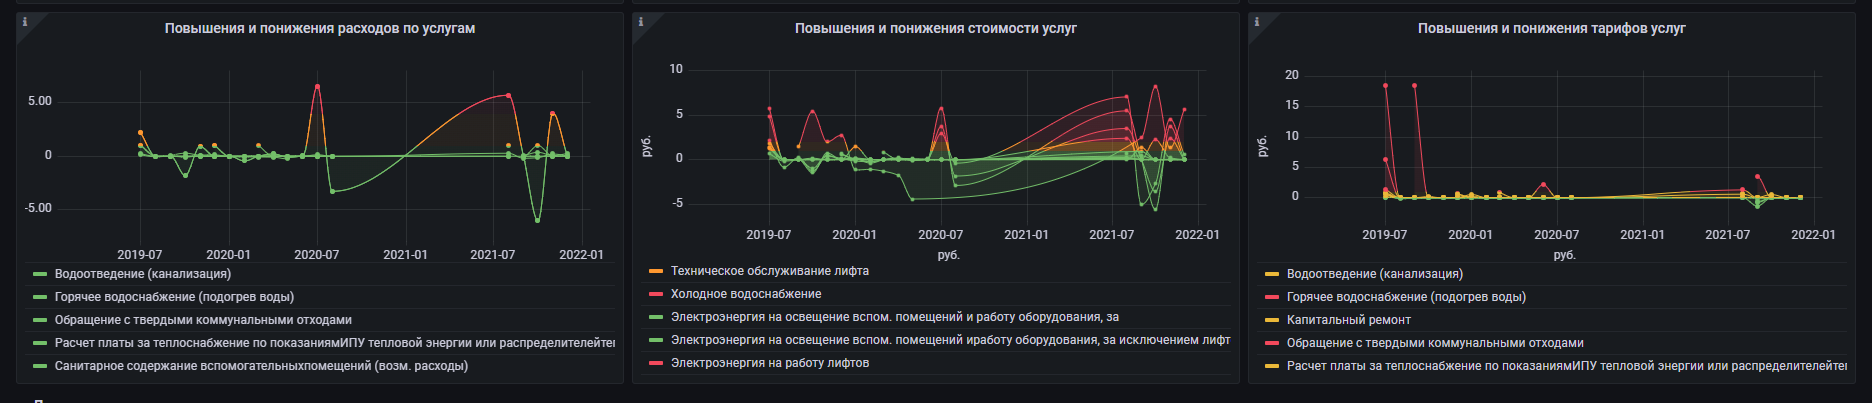 Повышения и понижения расходов по услугам
5.00
0
-5.00
2019-07 2020-01 2020-07 2021-01 2021-07 2022-01
Водоотведение (канализация)
Горячее водоснабжение (подогрев воды)
Обращение с твердыми коммунальными отходами
Расчет платы за теплоснабжение по показаниямИПУ тепловой энергии или распределителейтеп
Санитарное содержание вспомогательныхпомещений (возм. расходы)
Повышения и понижения стоимости услуг
10
5
0
-5
руб.
2019-07 2020-01 2020-07 2021-01 2021-07 2022-01
руб.
Техническое обслуживание лифта
Холодное водоснабжение
Электроэнергия на освещение вспом. помещений и работу оборудования, за
Электроэнергия на освещение вспом. помещений иработу оборудования, за исключением лифт
Электроэнергия на работу лифтов
Повышения и понижения тарифов услуг
20
15
10
5
0
руб.
2019-07 2020-01 2020-07 2021-01 2021-07 2022-01
руб.
Водоотведение (канализация)
Горячее водоснабжение (подогрев воды)
Капитальный ремонт
Обращение с твердыми коммунальными отходами
Расчет платы за теплоснабжение по показаниямИПУ тепловой энергии или распределителейтеп